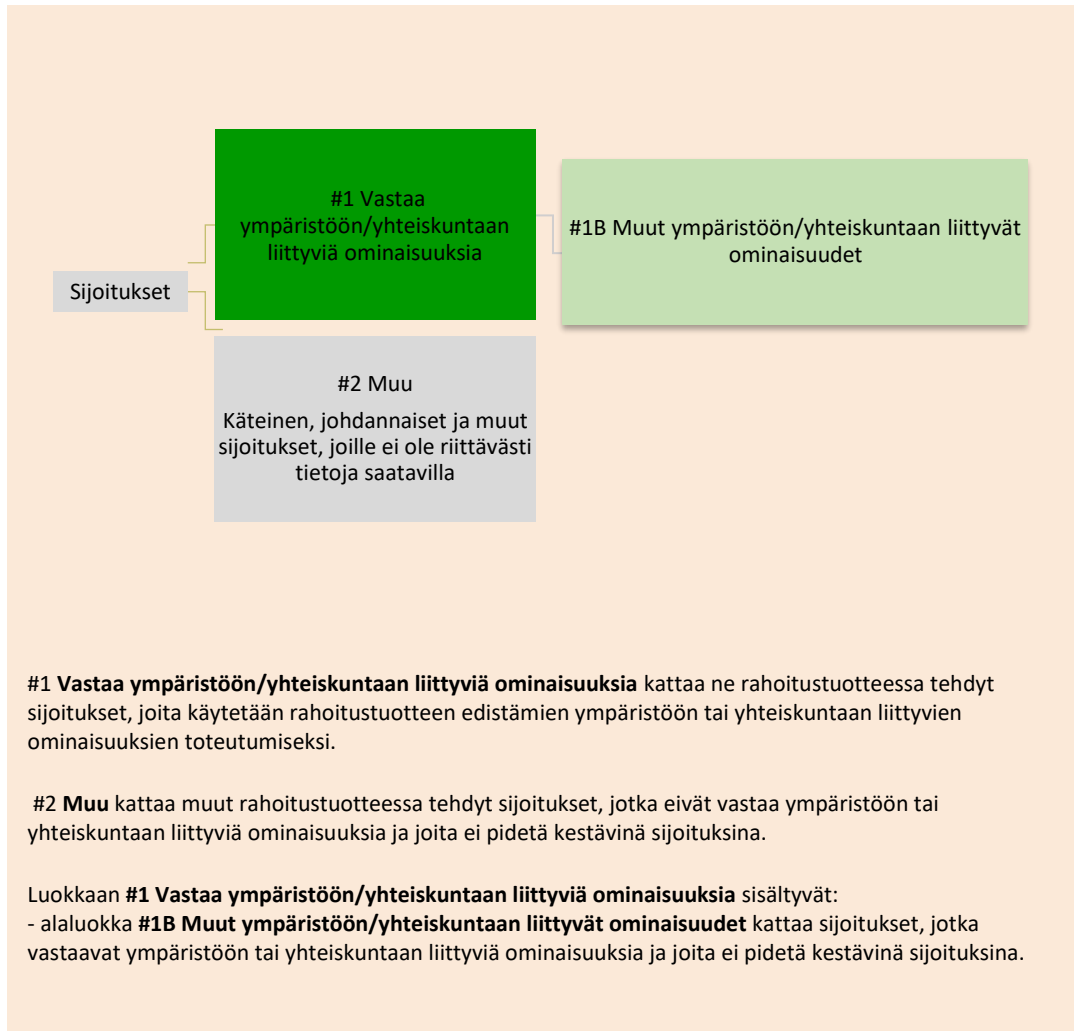 #1 Vastaa
ympäristöön/yhteiskuntaan
liittyviä ominaisuuksia
#1B Muut ympäristöön/yhteiskuntaan liittyvät
ominaisuudet
Sijoitukset
#2 Muu
Käteinen, johdannaiset ja muut
sijoitukset, joille ei ole riittävästi
tietoja saatavilla
#1 Vastaa ympäristöön/yhteiskuntaan liittyviä ominaisuuksia kattaa ne rahoitustuotteessa tehdyt
sijoitukset, joita käytetään rahoitustuotteen edistämien ympäristöön tai yhteiskuntaan liittyvien
ominaisuuksien toteutumiseksi.
#2 Muu kattaa muut rahoitustuotteessa tehdyt sijoitukset, jotka eivät vastaa ympäristöön tai
yhteiskuntaan liittyviä ominaisuuksia ja joita ei pidetä kestävinä sijoituksina.
Luokkaan #1 Vastaa ympäristöön/yhteiskuntaan liittyviä ominaisuuksia sisältyvät:
- alaluokka #1B Muut ympäristöön/yhteiskuntaan liittyvät ominaisuudet kattaa sijoitukset, jotka
vastaavat ympäristöön tai yhteiskuntaan liittyviä ominaisuuksia ja joita ei pidetä kestävinä sijoituksina.